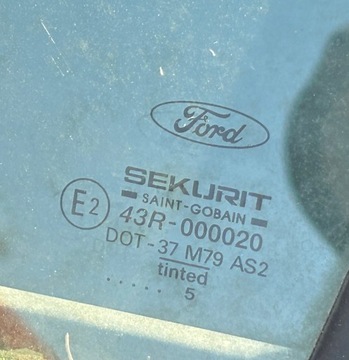 Ford
SEKURIT
SAINT-GOBAIN
E2 43R-000020
DOT-37 M79 AS2
tinted
..... 5